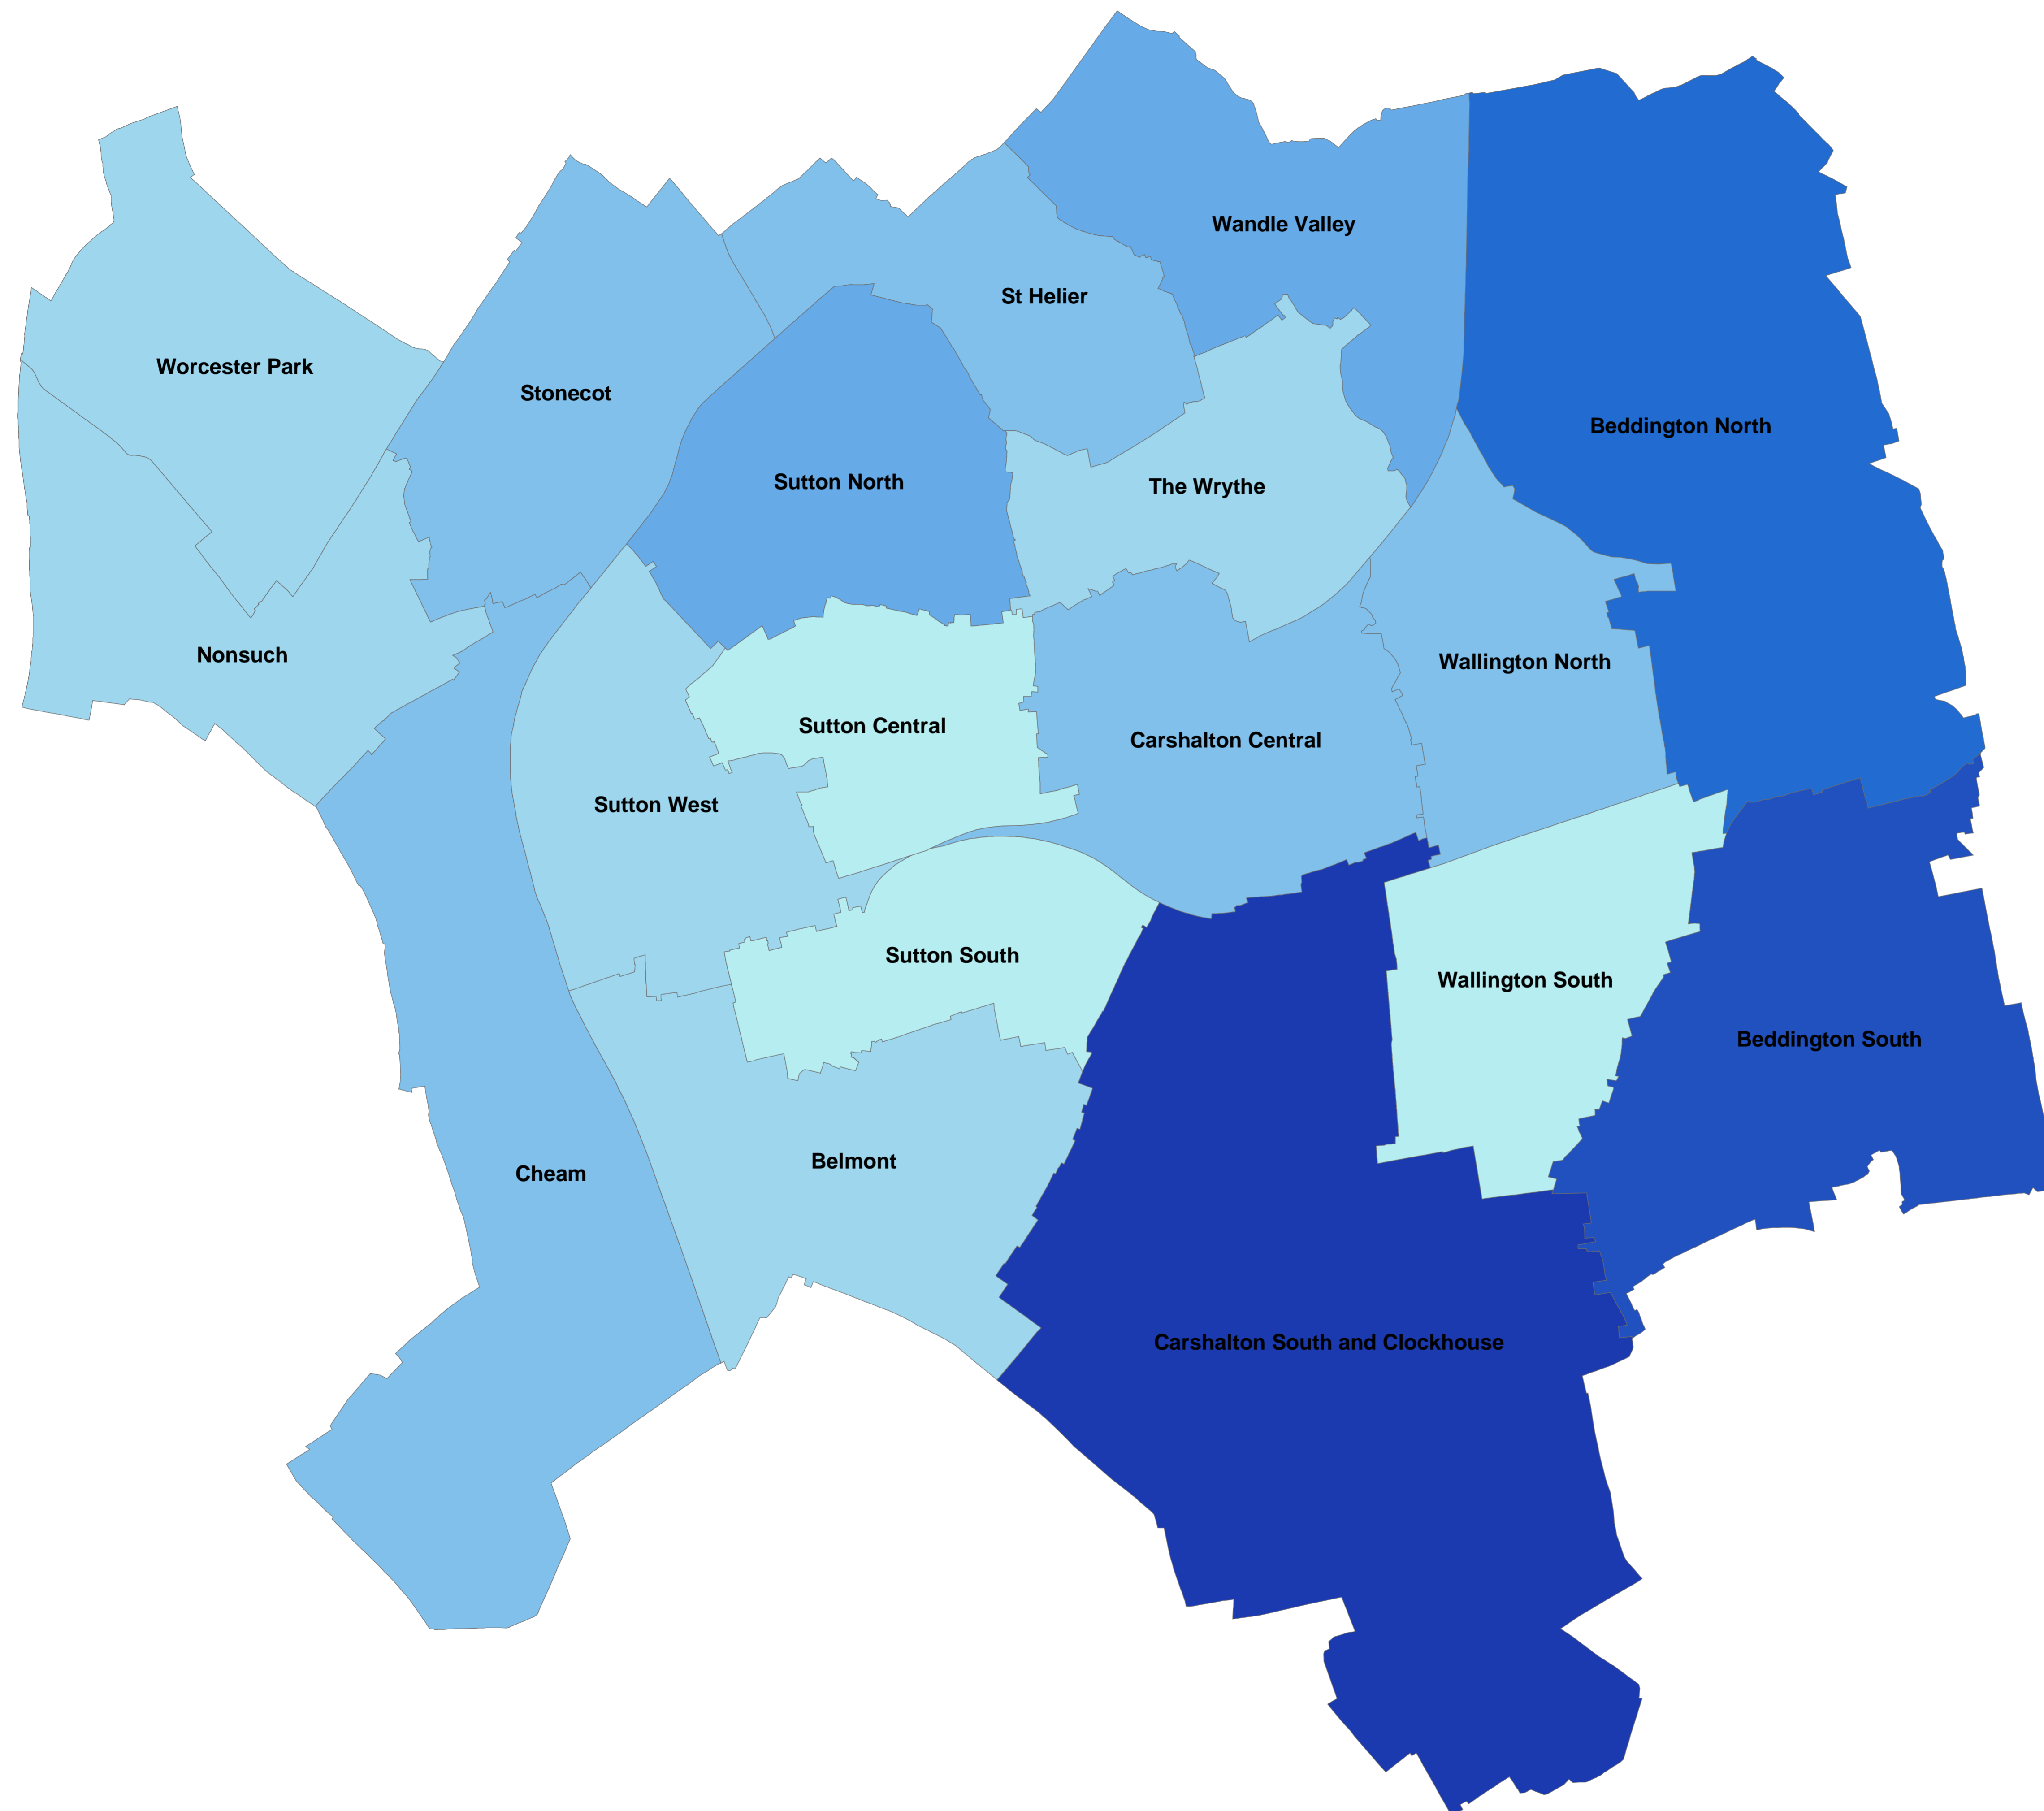 Wandle Valley
St Helier
Worcester Park
Stonecot
Beddington North
Sutton North
The Wrythe
Nonsuch
Wallington North
Sutton Central
Carshalton Central
Sutton West
Sutton South
Wallington South
Beddington South
Belmont
Cheam
Carshalton South and Clockhouse